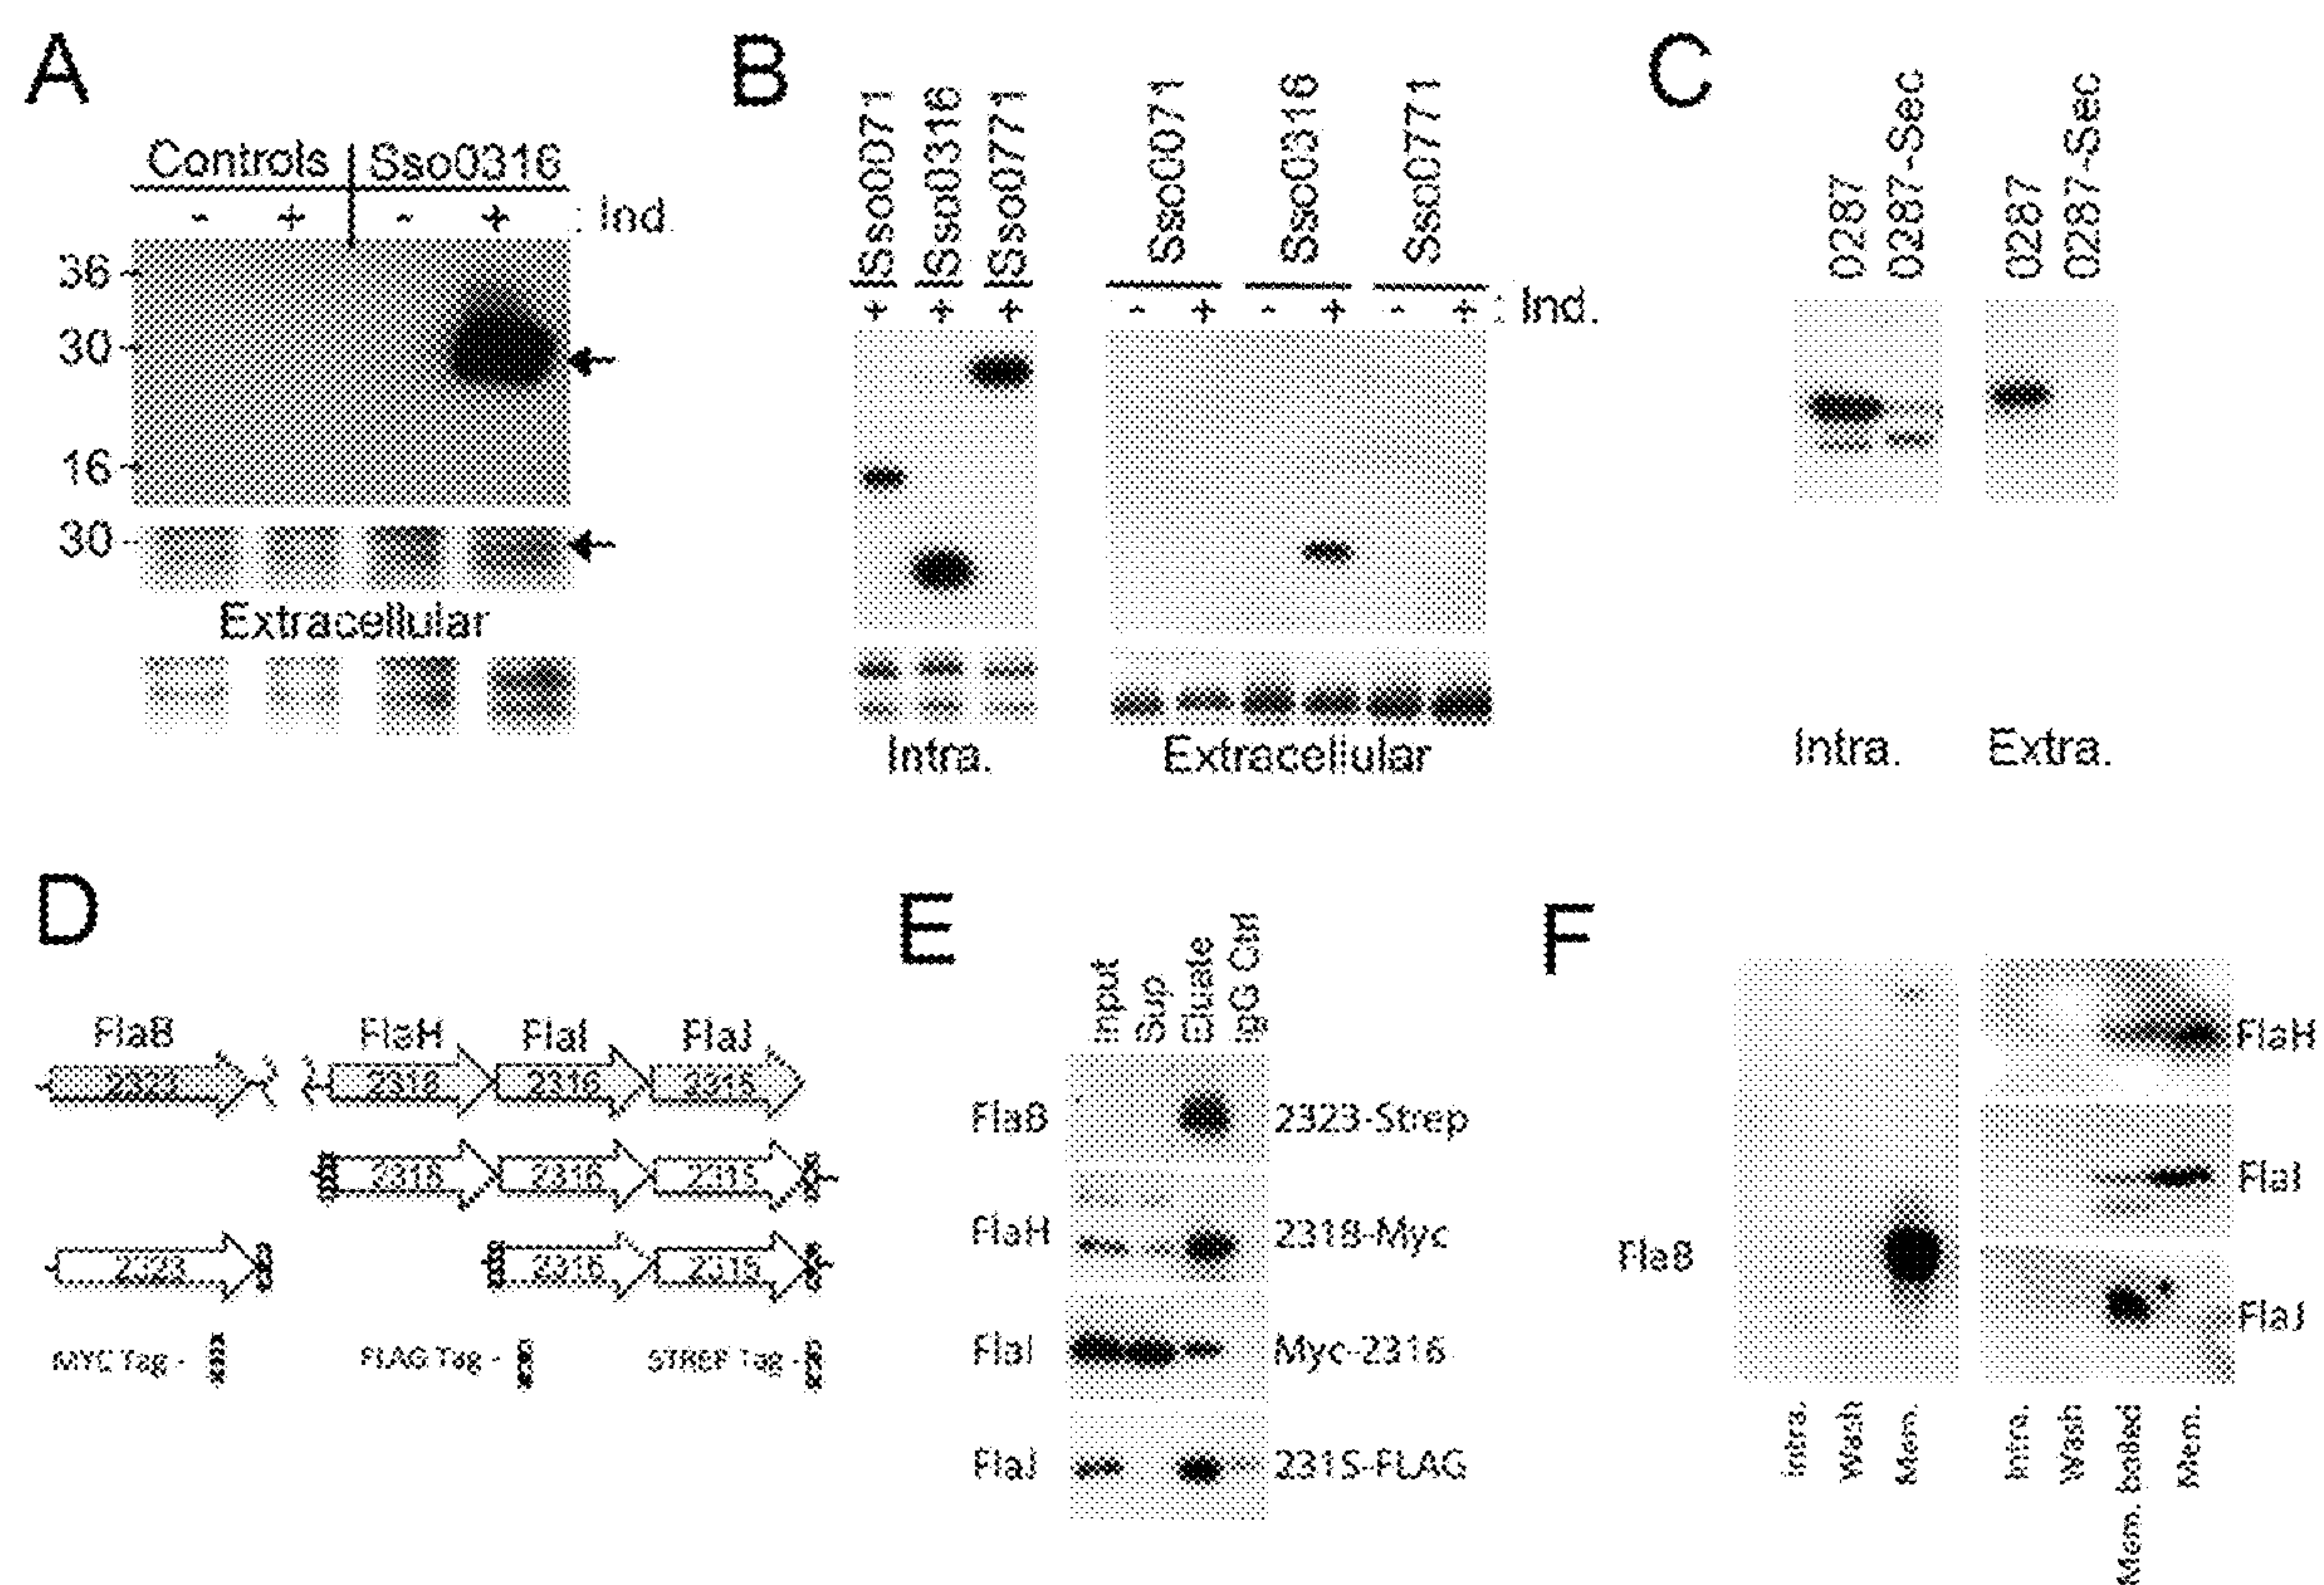 A
Controls Sso0316
- + - + : Ind.
36
30
16
30
Extracellular
B
Sso0071 Sso0316 Sso0771 Sso0071 Sso0316 Sso0771
+ + + - + - + - + : Ind.
Intra. Extracellular
C
0287 0287-Sec 0287 0287-Sec
Intra. Extra.
D
FlaB FlaH FlaI FlaJ
2323 2318 2316 2315
2318 2316 2315
2323 2316 2315
MYC Tag - FLAG Tag - STREP Tag -
E
Input Sup Eluate IgG Ctrl
FlaB 2323-Strep
FlaH 2318-Myc
FlaI Myc-2316
FlaJ 2315-FLAG
F
FlaH
FlaI
FlaB
FlaJ
Intra. Wash Mem. Intra. Wash Mem. boiled Mem.